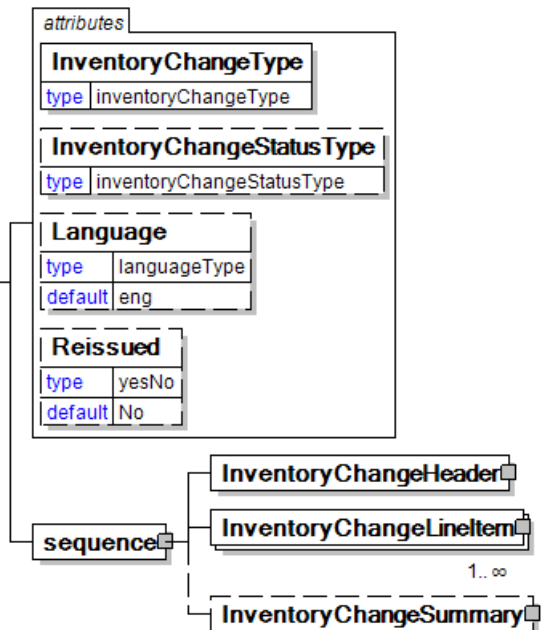 attributes
InventoryChangeType
type inventoryChangeType
InventoryChangeStatusType
type inventoryChangeStatusType
Language
type languageType
default eng
Reissued
type yesNo
default No
InventoryChangeHeader
sequence
InventoryChangeLineItem
1.. ∞
InventoryChangeSummary